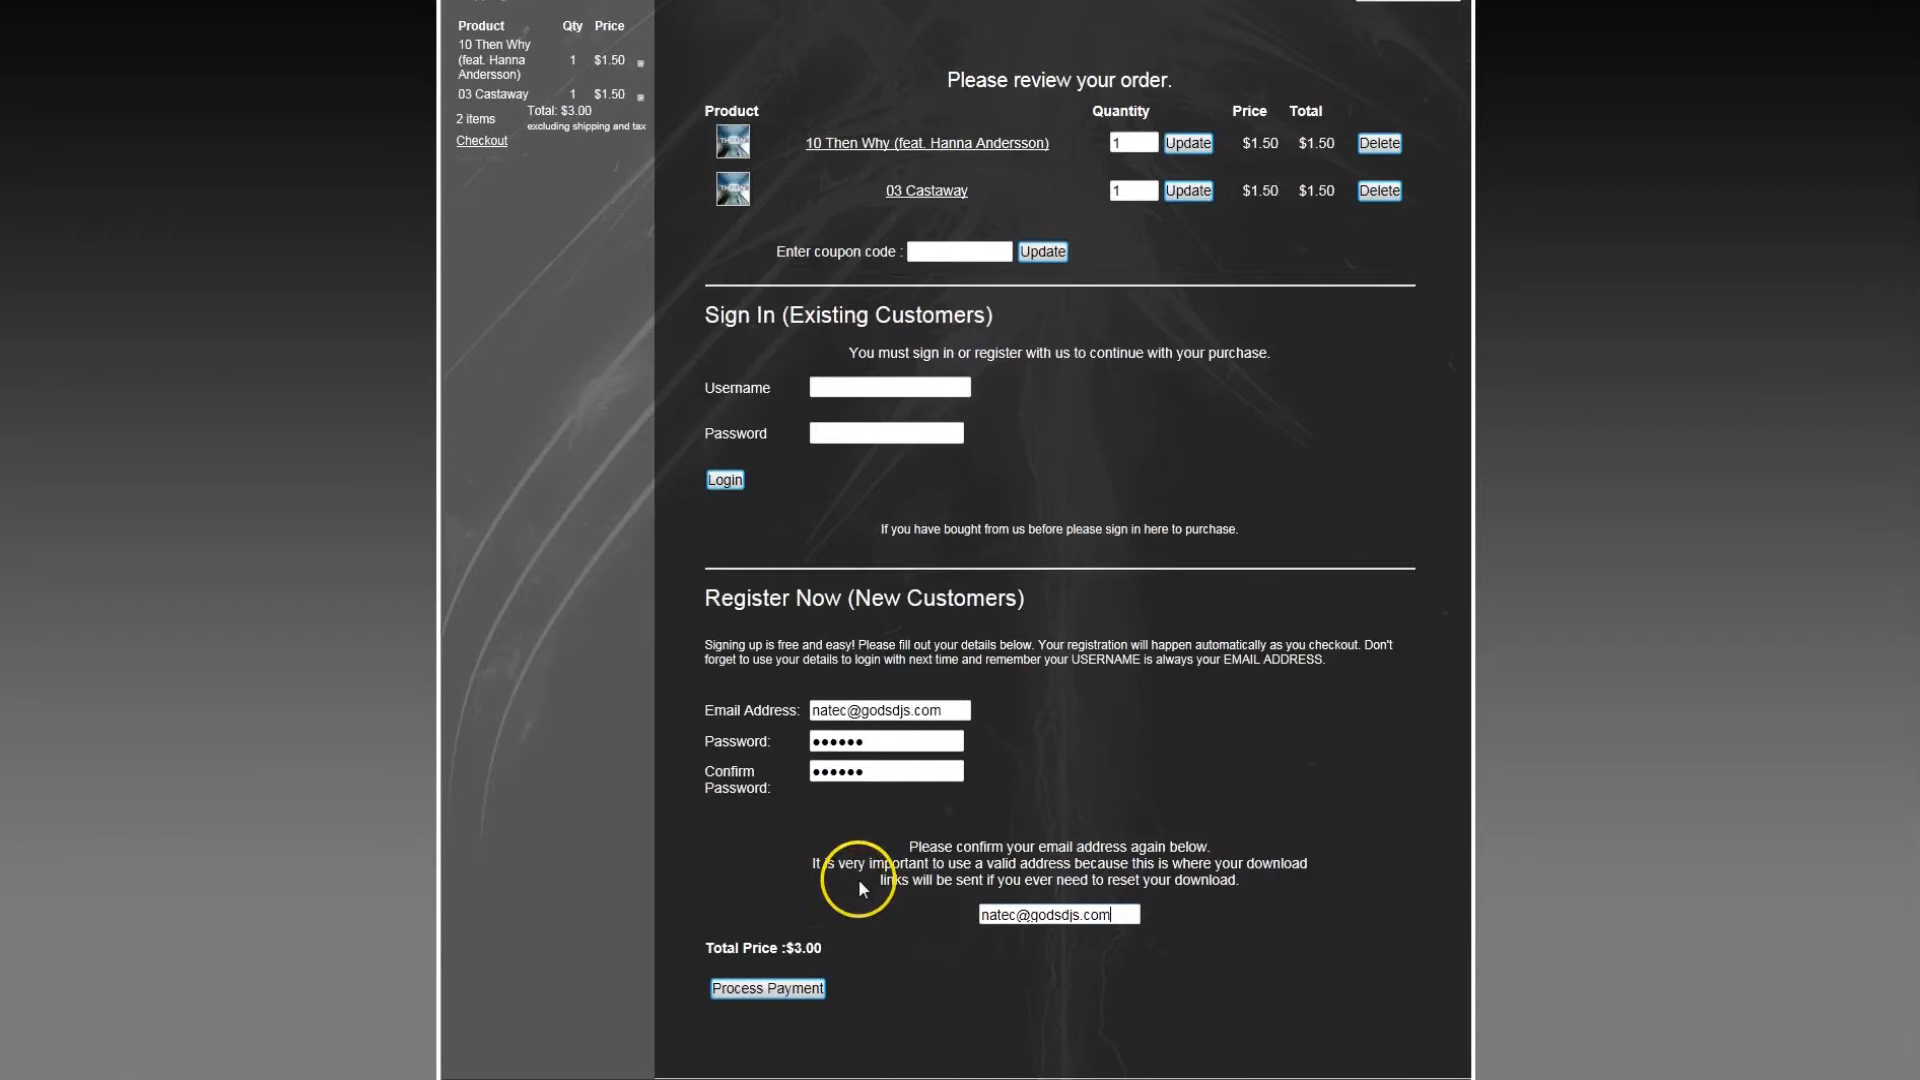 Product Qty Price
10 Then Why
(feat. Hanna
Andersson) 1 $1.50
03 Castaway 1 $1.50
Total: $3.00
2 items
excluding shipping and tax
Checkout
Please review your order.
Product Quantity Price Total
10 Then Why (feat. Hanna Andersson) 1 Update $1.50 $1.50 Delete
03 Castaway 1 Update $1.50 $1.50 Delete
Enter coupon code : Update
Sign In (Existing Customers)
You must sign in or register with us to continue with your purchase.
Username
Password
Login
If you have bought from us before please sign in here to purchase.
Register Now (New Customers)
Signing up is free and easy! Please fill out your details below. Your registration will happen automatically as you checkout. Don't
forget to use your details to login with next time and remember your USERNAME is always your EMAIL ADDRESS.
Email Address: natec@godsdjs.com
Password: ●●●●●●
Confirm ●●●●●●
Password:
Please confirm your email address again below.
It is very important to use a valid address because this is where your download
links will be sent if you ever need to reset your download.
natec@godsdjs.com
Total Price :$3.00
Process Payment